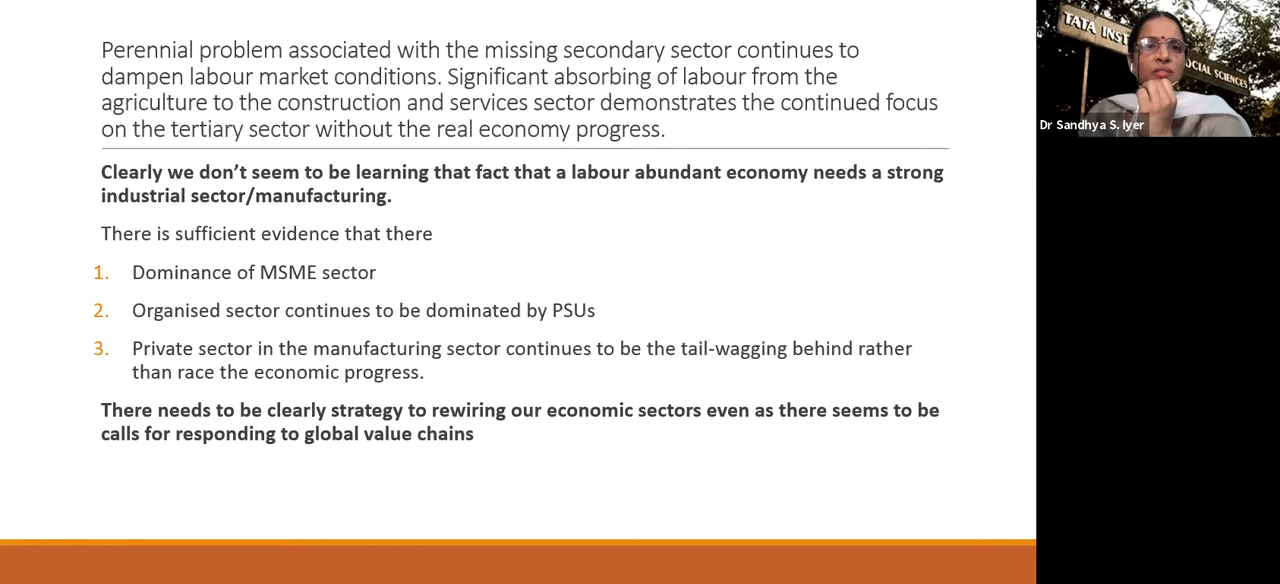 Perennial problem associated with the missing secondary sector continues to
dampen labour market conditions. Significant absorbing of labour from the
agriculture to the construction and services sector demonstrates the continued focus
on the tertiary sector without the real economy progress.
Clearly we don’t seem to be learning that fact that a labour abundant economy needs a strong
industrial sector/manufacturing.
There is sufficient evidence that there
1. Dominance of MSME sector
2. Organised sector continues to be dominated by PSUs
3. Private sector in the manufacturing sector continues to be the tail-wagging behind rather
than race the economic progress.
There needs to be clearly strategy to rewiring our economic sectors even as there seems to be
calls for responding to global value chains
TATA INST OCIAL SCIENCES
Dr Sandhya S. Iyer